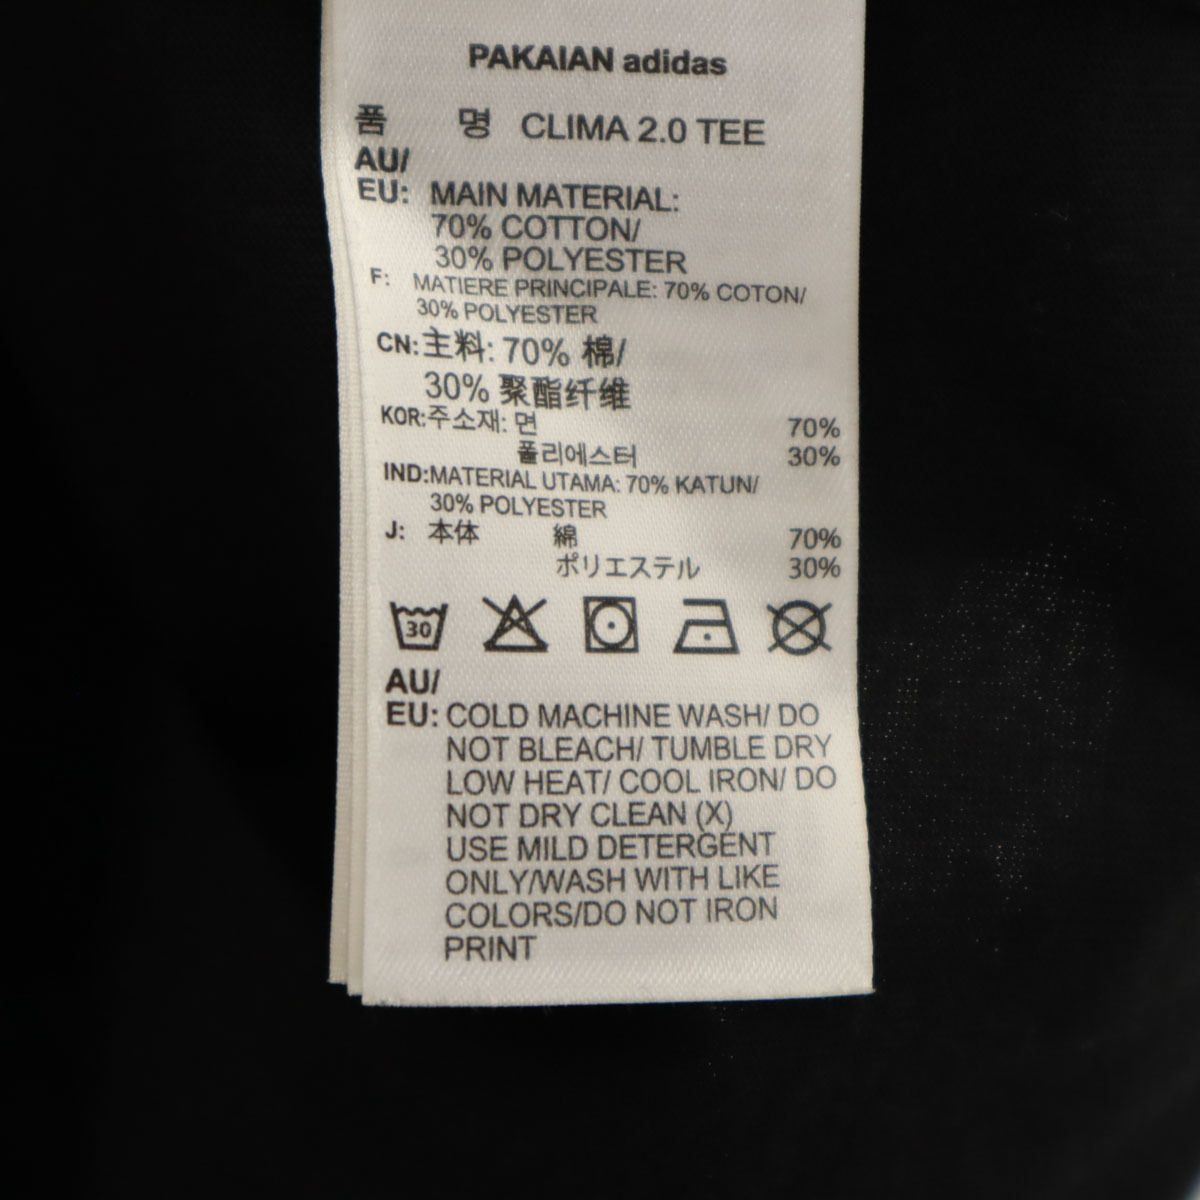 PAKAIAN adidas
품 명 CLIMA 2.0 TEE
AU/
EU: MAIN MATERIAL:
70% COTTON/
30% POLYESTER
F: MATIERE PRINCIPALE: 70% COTON/
30% POLYESTER
CN:主料: 70% 棉/
30% 聚酯纤维
KOR:주소재: 면 70%
폴리에스터 30%
IND:MATERIAL UTAMA: 70% KATUN/
30% POLYESTER
J: 本体 綿 70%
ポリエステル 30%
30
AU/
EU: COLD MACHINE WASH/ DO
NOT BLEACH/ TUMBLE DRY
LOW HEAT/ COOL IRON/ DO
NOT DRY CLEAN (X)
USE MILD DETERGENT
ONLY/WASH WITH LIKE
COLORS/DO NOT IRON
PRINT